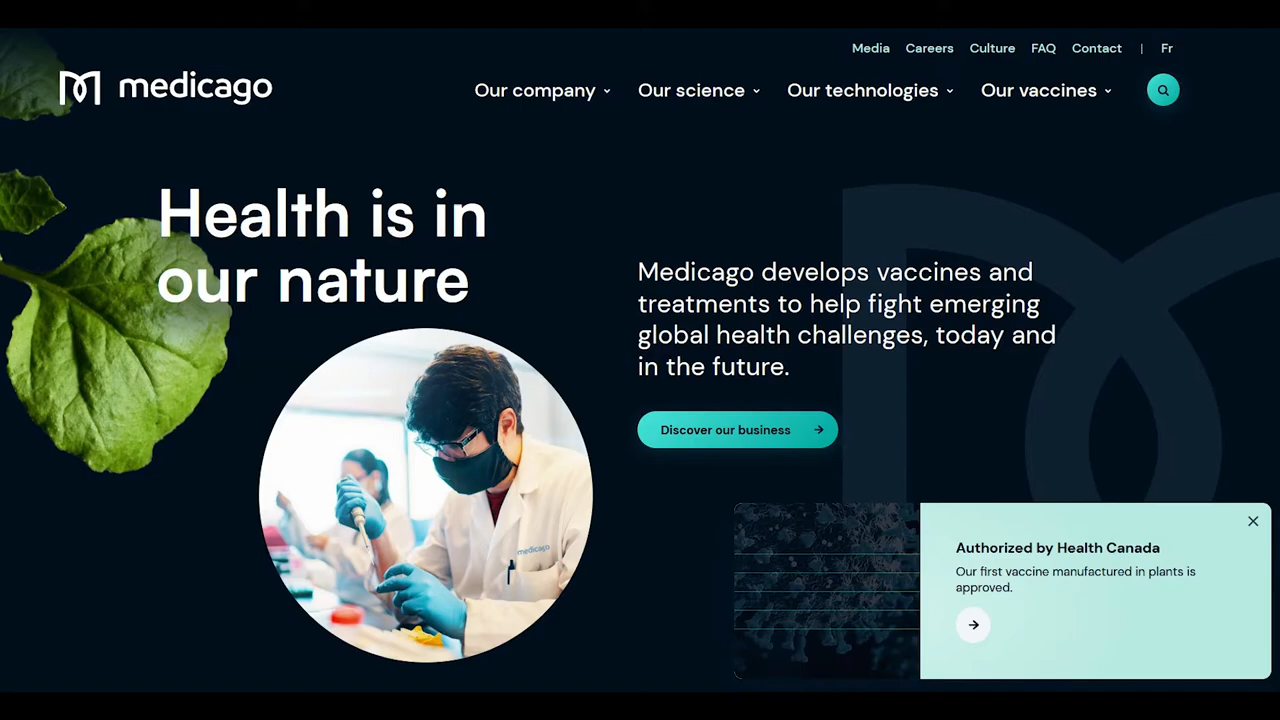 Media Careers Culture FAQ Contact | Fr
medicago
Our company Our science Our technologies Our vaccines
Health is in
our nature
Medicago develops vaccines and
treatments to help fight emerging
global health challenges, today and
in the future.
Discover our business
medicago
Authorized by Health Canada
Our first vaccine manufactured in plants is
approved.